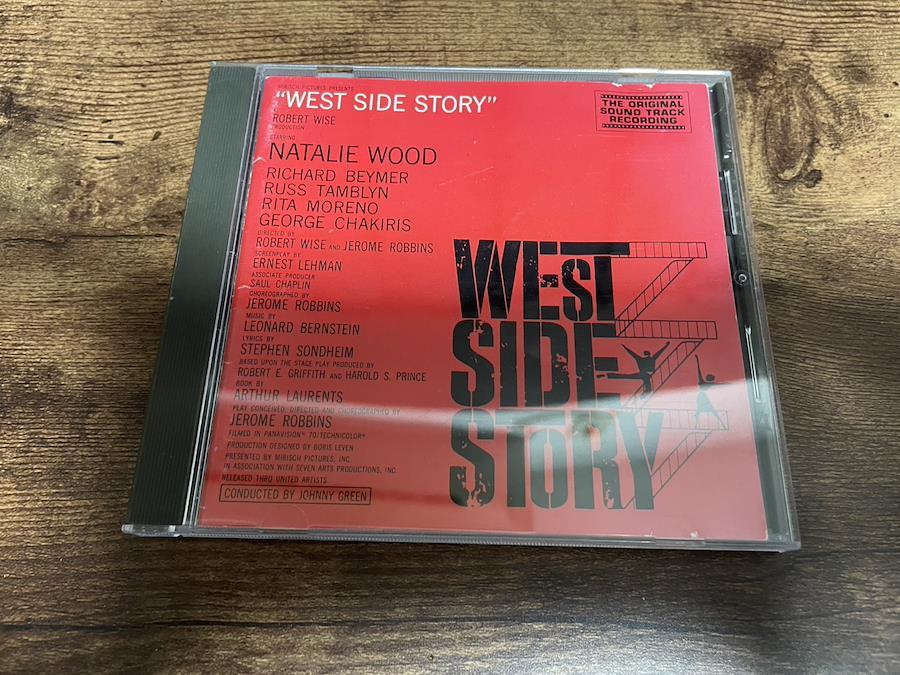 MIRISCH PICTURES PRESENTS
"WEST SIDE STORY"
A
ROBERT WISE
PRODUCTION
STARRING
NATALIE WOOD
RICHARD BEYMER
RUSS TAMBLYN
RITA MORENO
GEORGE CHAKIRIS
DIRECTED BY
ROBERT WISE AND JEROME ROBBINS
SCREENPLAY BY
ERNEST LEHMAN
ASSOCIATE PRODUCER
SAUL CHAPLIN
CHOREOGRAPHED BY
JEROME ROBBINS
MUSIC BY
LEONARD BERNSTEIN
LYRICS BY
STEPHEN SONDHEIM
BASED UPON THE STAGE PLAY PRODUCED BY
ROBERT E. GRIFFITH AND HAROLD S. PRINCE
BOOK BY
ARTHUR LAURENTS
PLAY CONCEIVED, DIRECTED AND CHOREOGRAPHED BY
JEROME ROBBINS
FILMED IN PANAVISION™ 70/TECHNICOLOR®
PRODUCTION DESIGNED BY BORIS LEVEN
PRESENTED BY MIRISCH PICTURES, INC.
IN ASSOCIATION WITH SEVEN ARTS PRODUCTIONS, INC.
RELEASED THRU UNITED ARTISTS
CONDUCTED BY JOHNNY GREEN
THE ORIGINAL
SOUND TRACK
RECORDING
WEST
SIDE
STORY